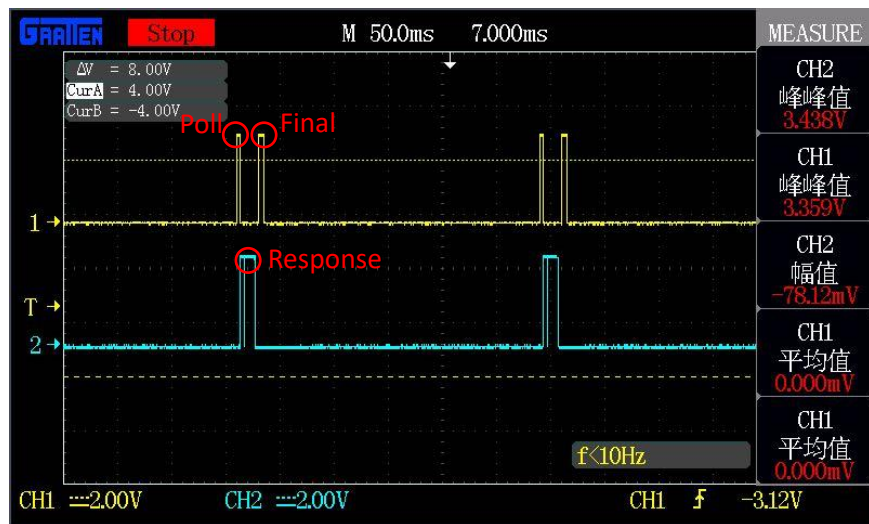 GRATTEN Stop M 50.0ms 7.000ms MEASURE
ΔV = 8.00V
CurA = 4.00V
CurB = -4.00V
Poll Final
Response
1
T
2
CH2
峰峰值
3.438V
CH1
峰峰值
3.359V
CH2
幅值
-78.12mV
CH1
平均值
0.000mV
CH1
平均值
0.000mV
f<10Hz
CH1 2.00V CH2 2.00V CH1 -3.12V